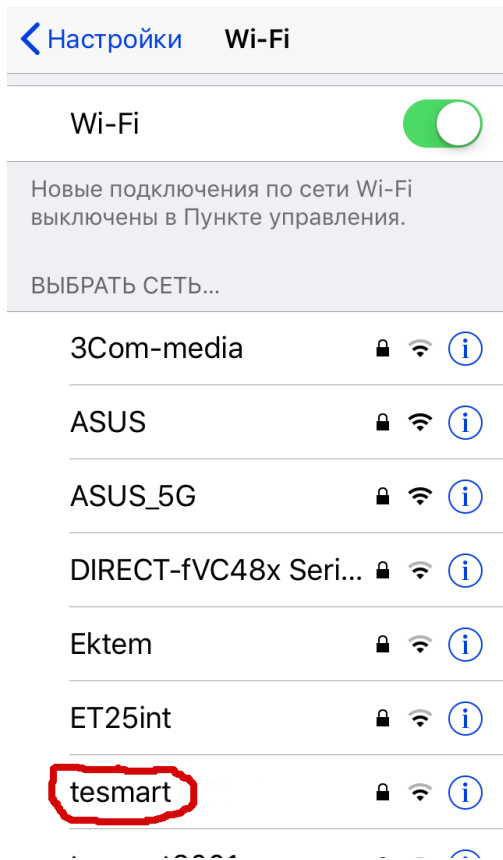 Настройки Wi-Fi
Wi-Fi
Новые подключения по сети Wi-Fi
выключены в Пункте управления.
ВЫБРАТЬ СЕТЬ...
3Com-media
ASUS
ASUS_5G
DIRECT-fVC48x Seri...
Ektem
ET25int
tesmart